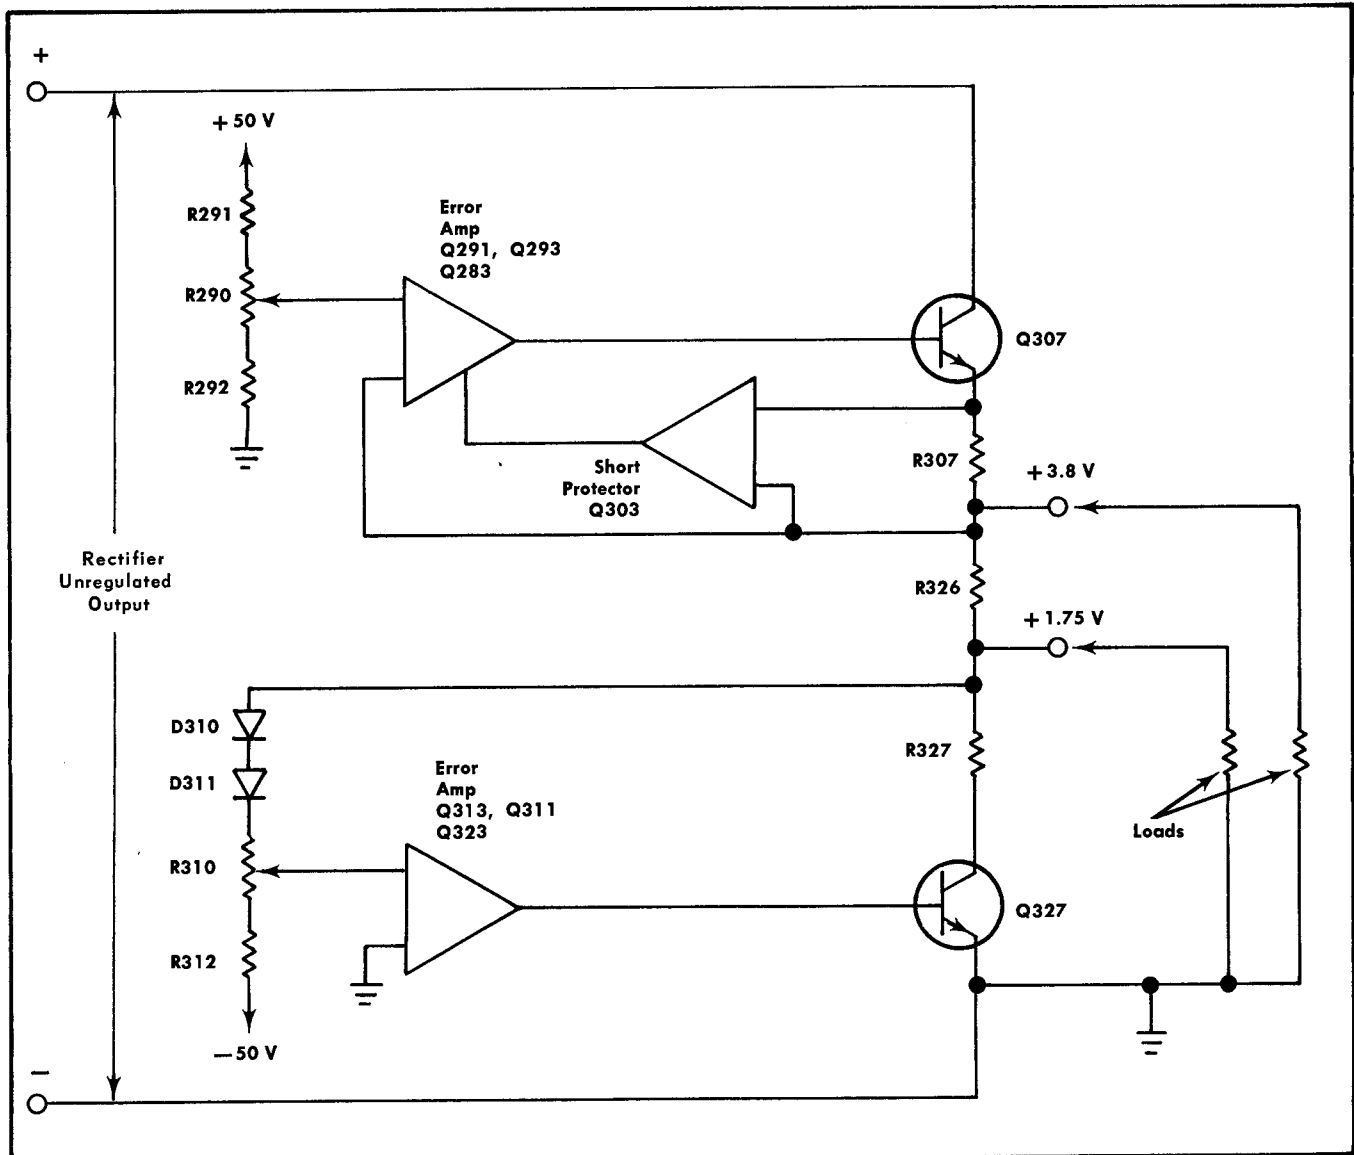 +
+ 50 V
R291
Error
Amp
Q291, Q293
Q283
R290
Q307
R292
R307
Short
Protector
Q303
+ 3.8 V
Rectifier
Unregulated
Output
R326
+ 1.75 V
D310
R327
D311
Error
Amp
Q313, Q311
Q323
Loads
R310
Q327
R312
— 50 V
—